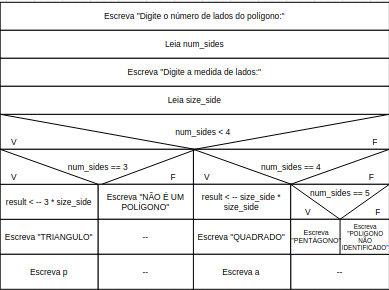 Escreva "Digite o número de lados do polígono:"
Leia num_sides
Escreva "Digite a medida de lados:"
Leia size_side
num_sides < 4
V
F
num_sides == 3
num_sides == 4
V
F
V
F
result < -- 3 * size_side
Escreva "NÃO É UM
POLÍGONO"
result < -- size_side *
size_side
num_sides == 5
V
F
Escreva "TRIANGULO"
--
Escreva "QUADRADO"
Escreva
"PENTÁGONO"
Escreva
"POLIGONO
NÃO
IDENTIFICADO"
Escreva p
--
Escreva a
--